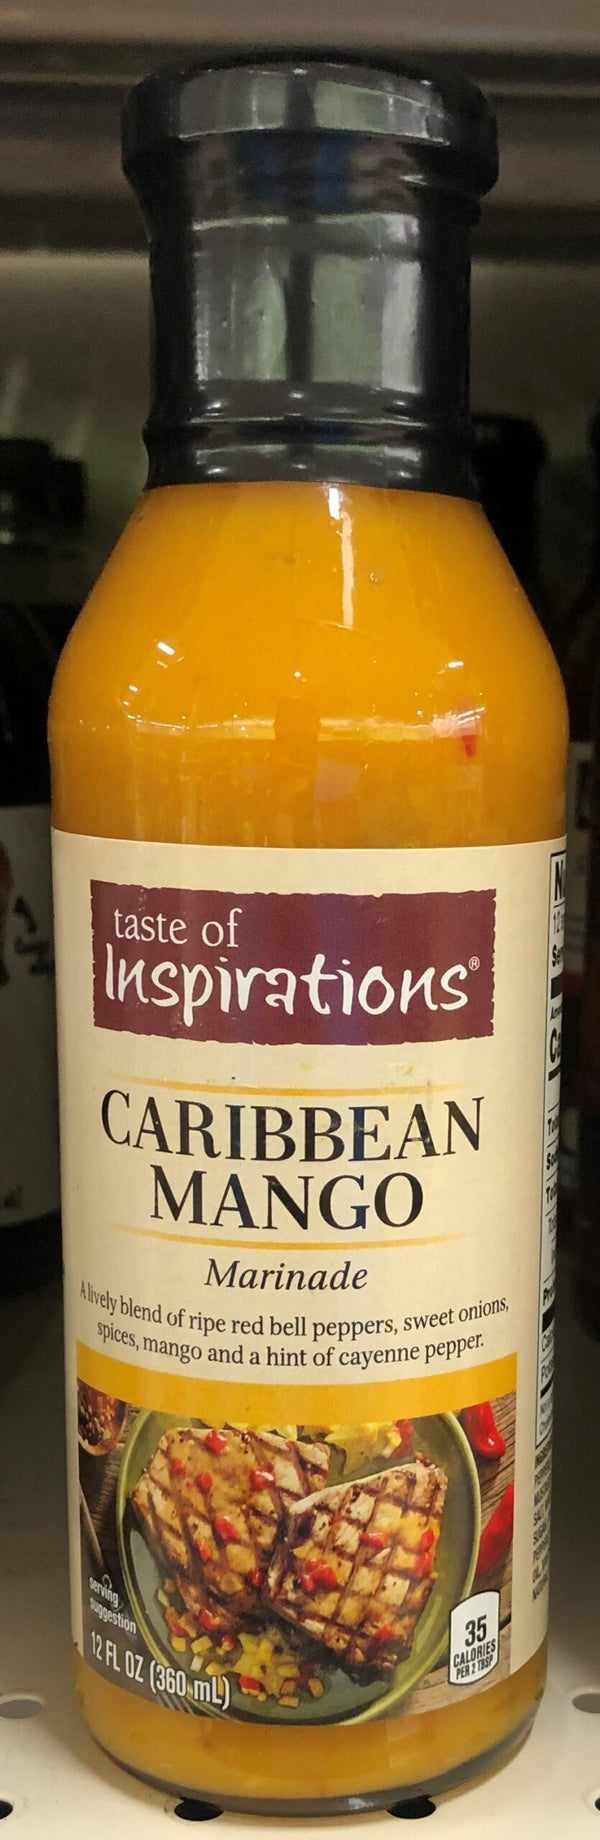 taste of
Inspirations®
CARIBBEAN
MANGO
Marinade
A lively blend of ripe red bell peppers, sweet onions,
spices, mango and a hint of cayenne pepper.
serving
suggestion
12 FL OZ (360 mL)
35
CALORIES
PER 2 TBSP